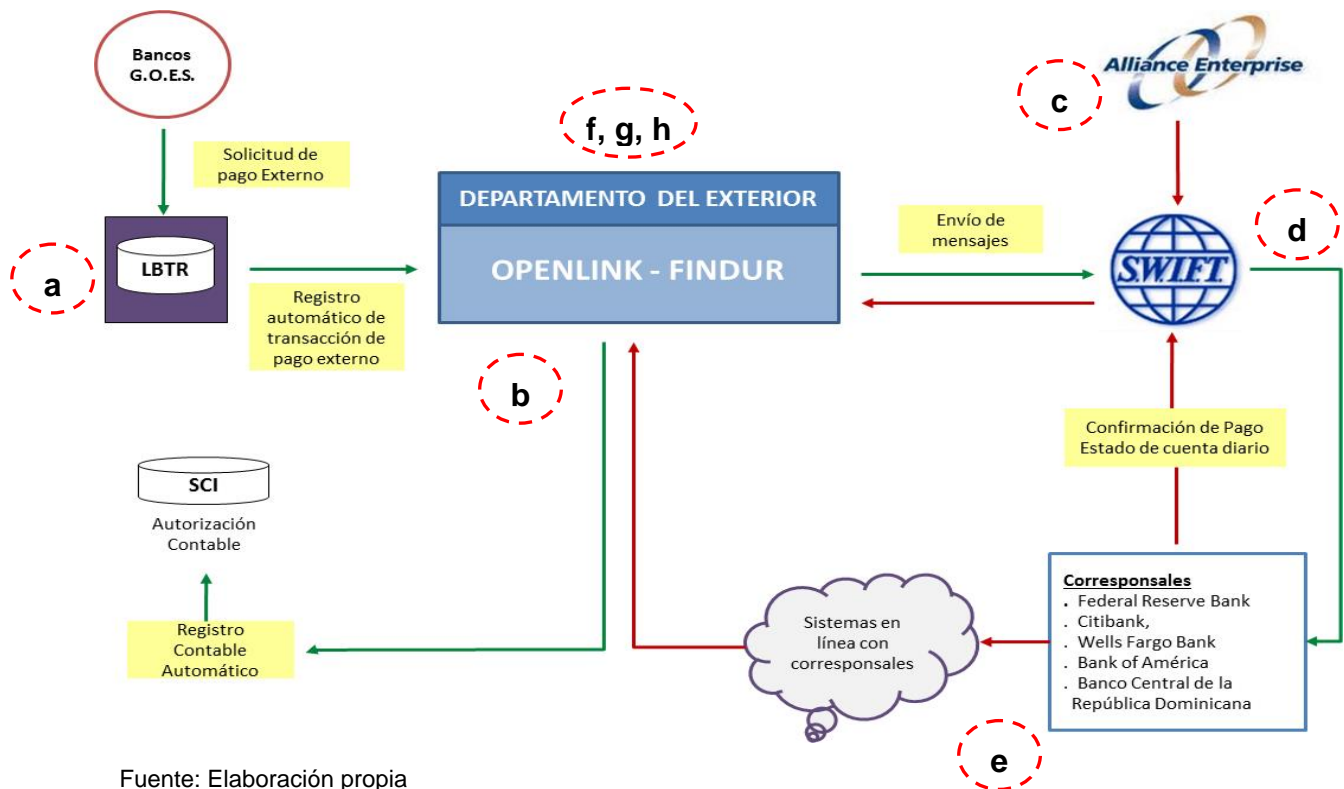 Bancos
G.O.E.S.
Alliance Enterprise
c
f, g, h
Solicitud de
pago Externo
DEPARTAMENTO DEL EXTERIOR
OPENLINK - FINDUR
Envío de
mensajes
S.W.I.F.T.
d
a
LBTR
Registro
automático de
transacción de
pago externo
b
Confirmación de Pago
Estado de cuenta diario
SCI
Autorización
Contable
Registro
Contable
Automático
Sistemas en
línea con
corresponsales
Corresponsales
. Federal Reserve Bank
. Citibank,
. Wells Fargo Bank
. Bank of América
. Banco Central de la
República Dominicana
e
Fuente: Elaboración propia